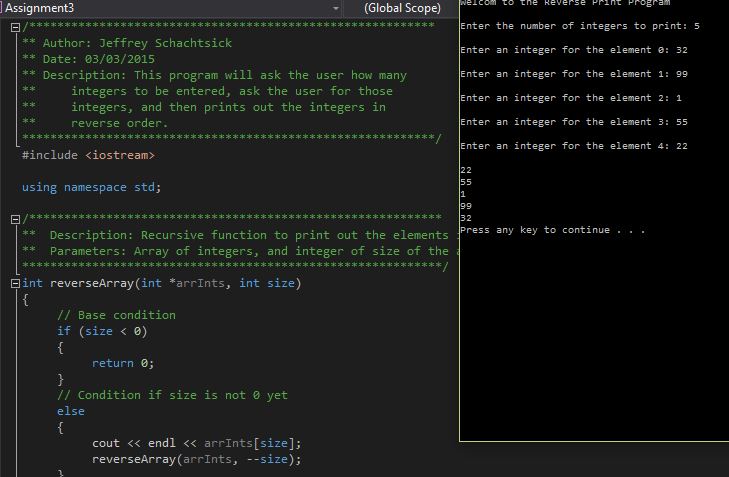 Assignment3
(Global Scope)
/***********************************************************
** Author: Jeffrey Schachtsick
** Date: 03/03/2015
** Description: This program will ask the user how many
** integers to be entered, ask the user for those
** integers, and then prints out the integers in
** reverse order.
***********************************************************/
#include <iostream>
using namespace std;
/************************************************************
** Description: Recursive function to print out the elements
** Parameters: Array of integers, and integer of size of the
************************************************************/
int reverseArray(int *arrInts, int size)
{
// Base condition
if (size < 0)
{
return 0;
}
// Condition if size is not 0 yet
else
{
cout << endl << arrInts[size];
reverseArray(arrInts, --size);
}
Welcom to the Reverse Print Program
Enter the number of integers to print: 5
Enter an integer for the element 0: 32
Enter an integer for the element 1: 99
Enter an integer for the element 2: 1
Enter an integer for the element 3: 55
Enter an integer for the element 4: 22
22
55
1
99
32
Press any key to continue . . .